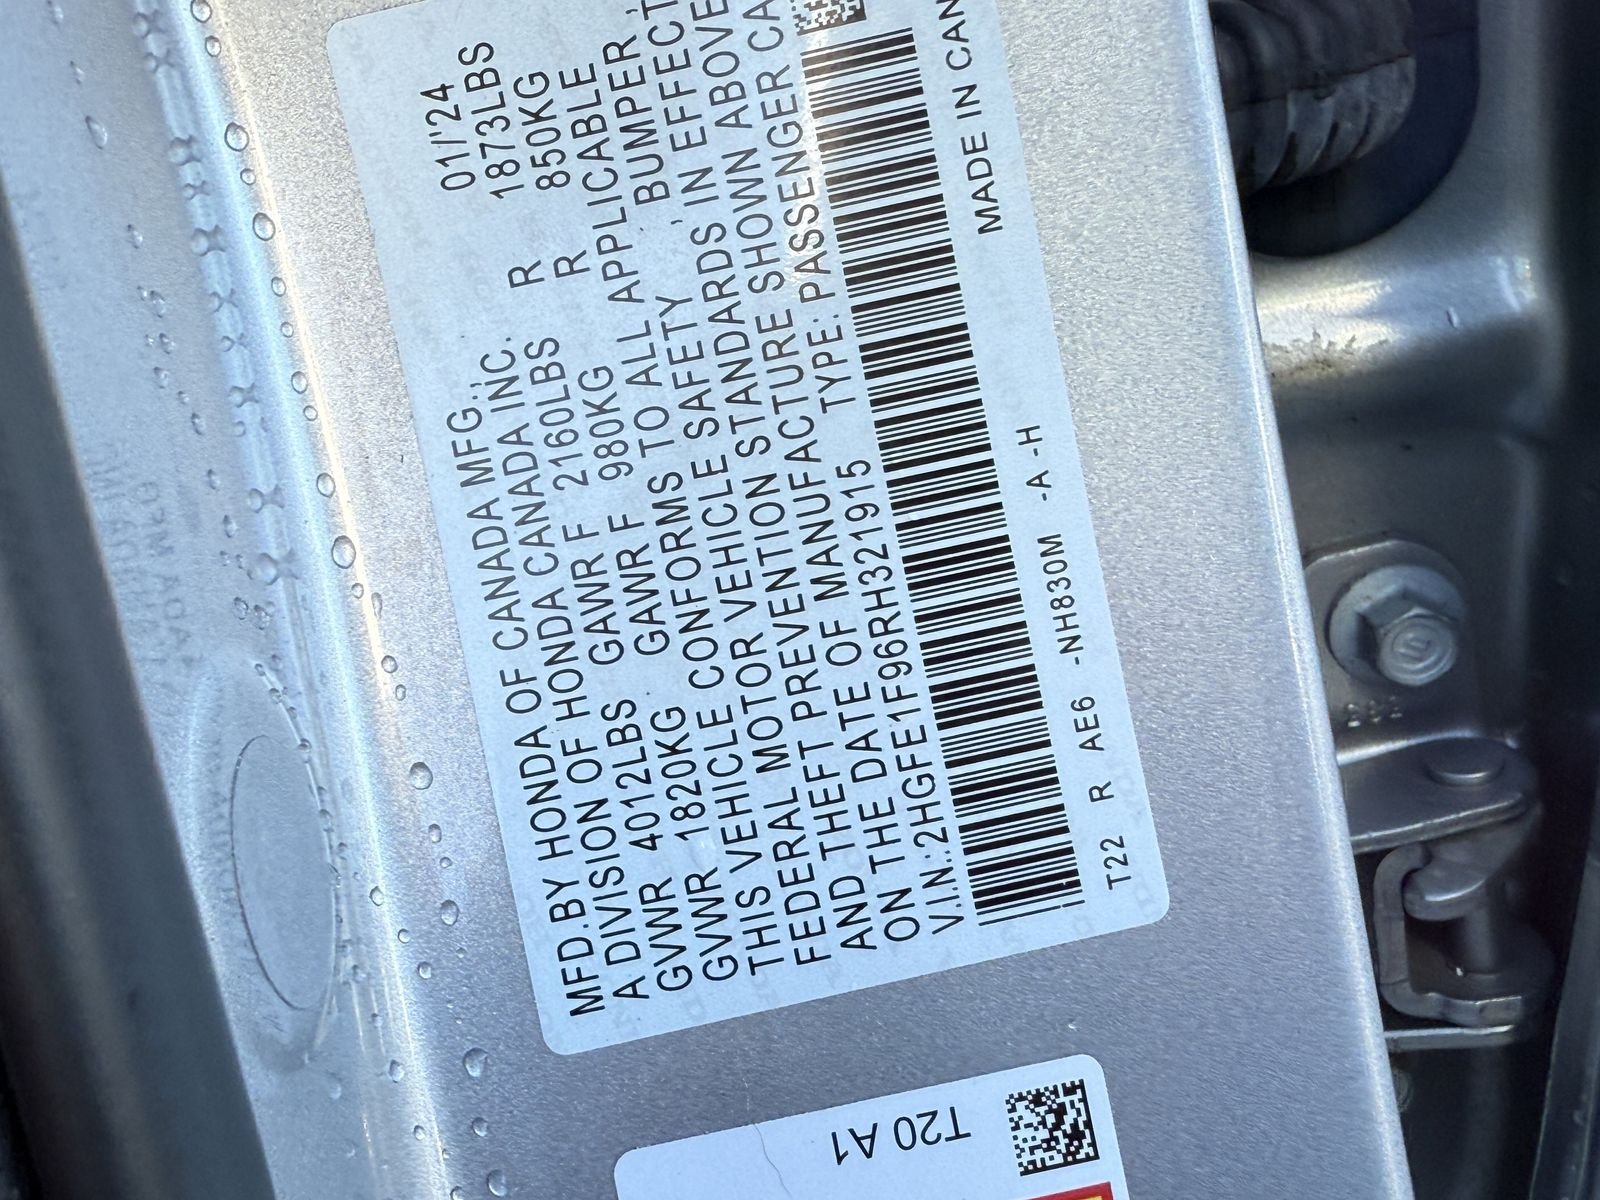 MFD.BY HONDA OF CANADA MFG., 01/'24
A DIVISION OF HONDA CANADA INC.
GVWR 4012LBS GAWR F 2160LBS R 1873LBS
GVWR 1820KG GAWR F 980KG R 850KG
THIS VEHICLE CONFORMS TO ALL APPLICABLE
FEDERAL MOTOR VEHICLE SAFETY, BUMPER,
AND THEFT PREVENTION STANDARDS IN EFFECT
ON THE DATE OF MANUFACTURE SHOWN ABOVE
V.I.N.:2HGFE1F96RH321915 TYPE: PASSENGER CA
MADE IN CAN
T22 R AE6 -NH830M -A -H
T20 A1